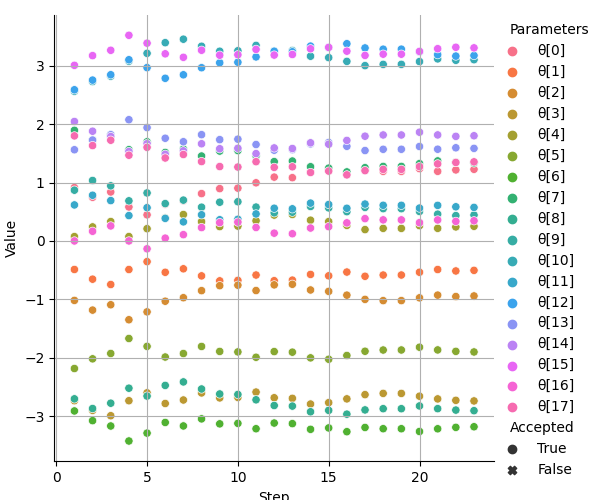 Parameters
θ[0]
θ[1]
θ[2]
θ[3]
θ[4]
θ[5]
θ[6]
θ[7]
θ[8]
θ[9]
θ[10]
θ[11]
θ[12]
θ[13]
θ[14]
θ[15]
θ[16]
θ[17]
Accepted
True
False
Value
3
2
1
0
−1
−2
−3
0 5 10 15 20
Step